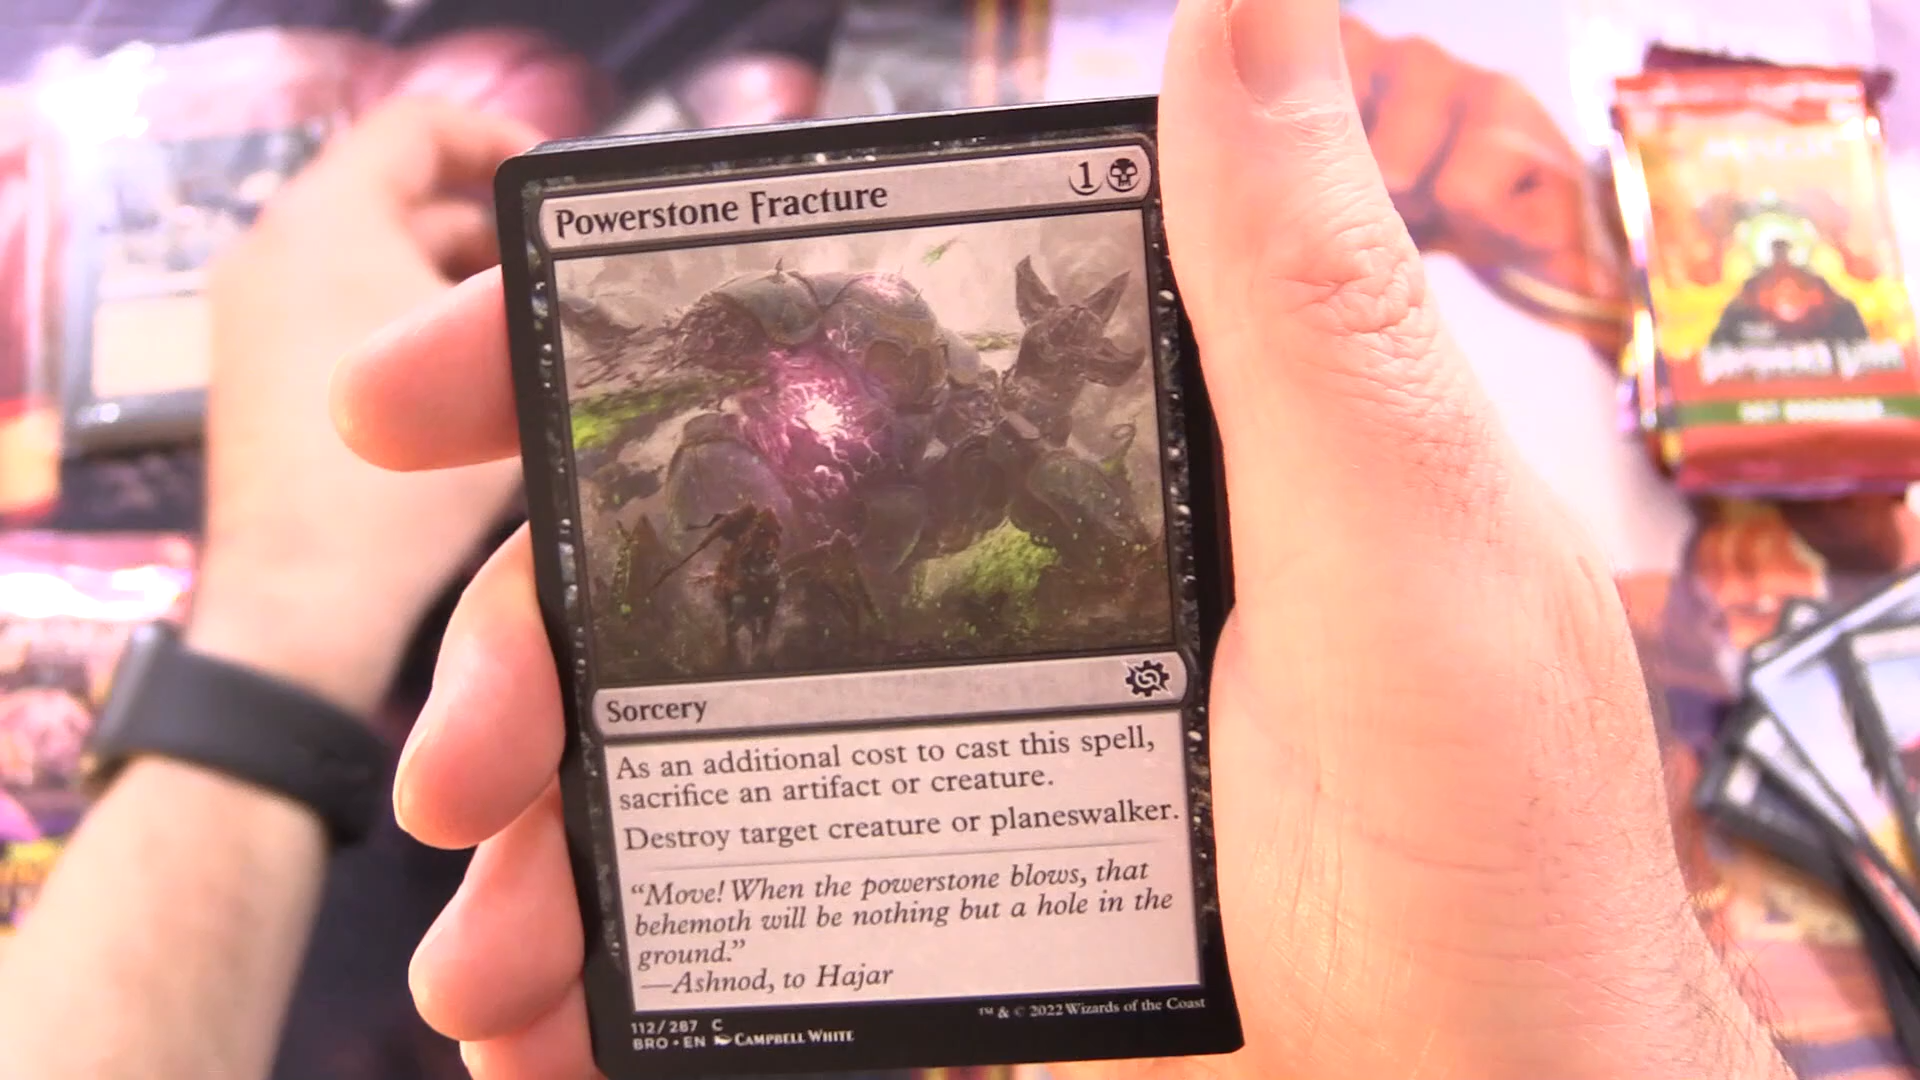 Powerstone Fracture 1
Sorcery
As an additional cost to cast this spell,
sacrifice an artifact or creature.
Destroy target creature or planeswalker.
“Move! When the powerstone blows, that
behemoth will be nothing but a hole in the
ground.”
—Ashnod, to Hajar
112/287 C
BRO • EN CAMPBELL WHITE
™ & © 2022 Wizards of the Coast